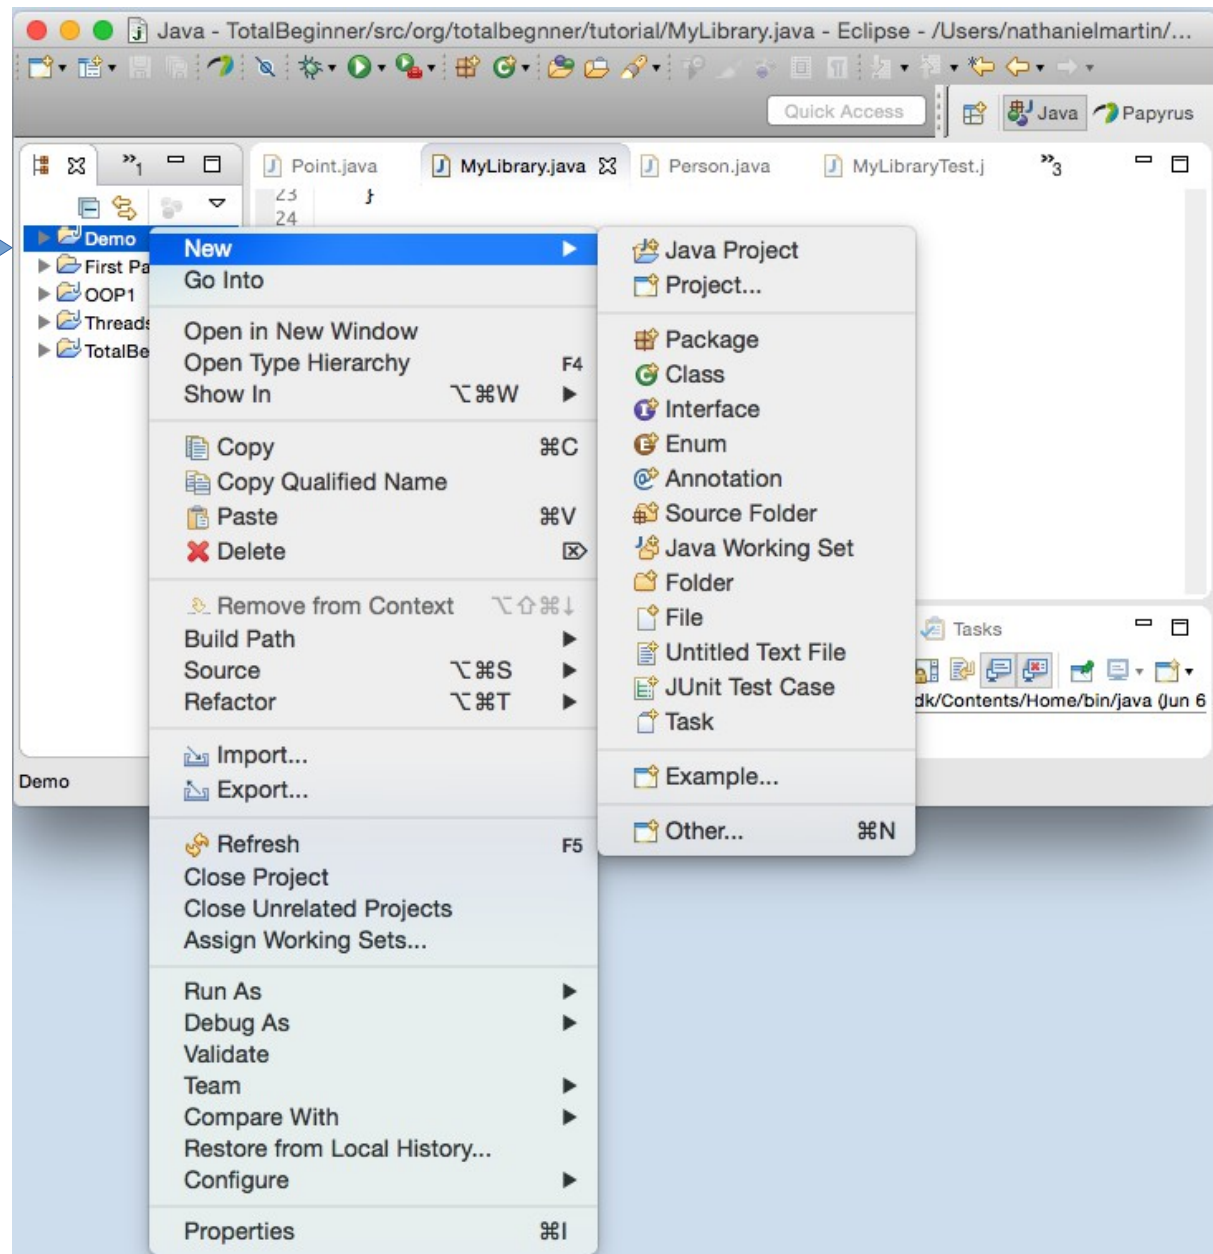 Java - TotalBeginner/src/org/totalbegnner/tutorial/MyLibrary.java - Eclipse - /Users/nathanielmartin/...
Quick Access
Java
Papyrus
»1
Point.java
MyLibrary.java
Person.java
MyLibraryTest.j
»3
23 }
24
Demo
First Pa
OOP1
Threads
TotalBe
New
Go Into
Open in New Window
Open Type Hierarchy F4
Show In ⌥⌘W
Copy ⌘C
Copy Qualified Name
Paste ⌘V
Delete ⌦
Remove from Context ⌥⇧⌘↓
Build Path
Source ⌥⌘S
Refactor ⌥⌘T
Import...
Export...
Refresh F5
Close Project
Close Unrelated Projects
Assign Working Sets...
Run As
Debug As
Validate
Team
Compare With
Restore from Local History...
Configure
Properties ⌘I
Java Project
Project...
Package
Class
Interface
Enum
Annotation
Source Folder
Java Working Set
Folder
File
Untitled Text File
JUnit Test Case
Task
Example...
Other... ⌘N
Tasks
dk/Contents/Home/bin/java (Jun 6
Demo